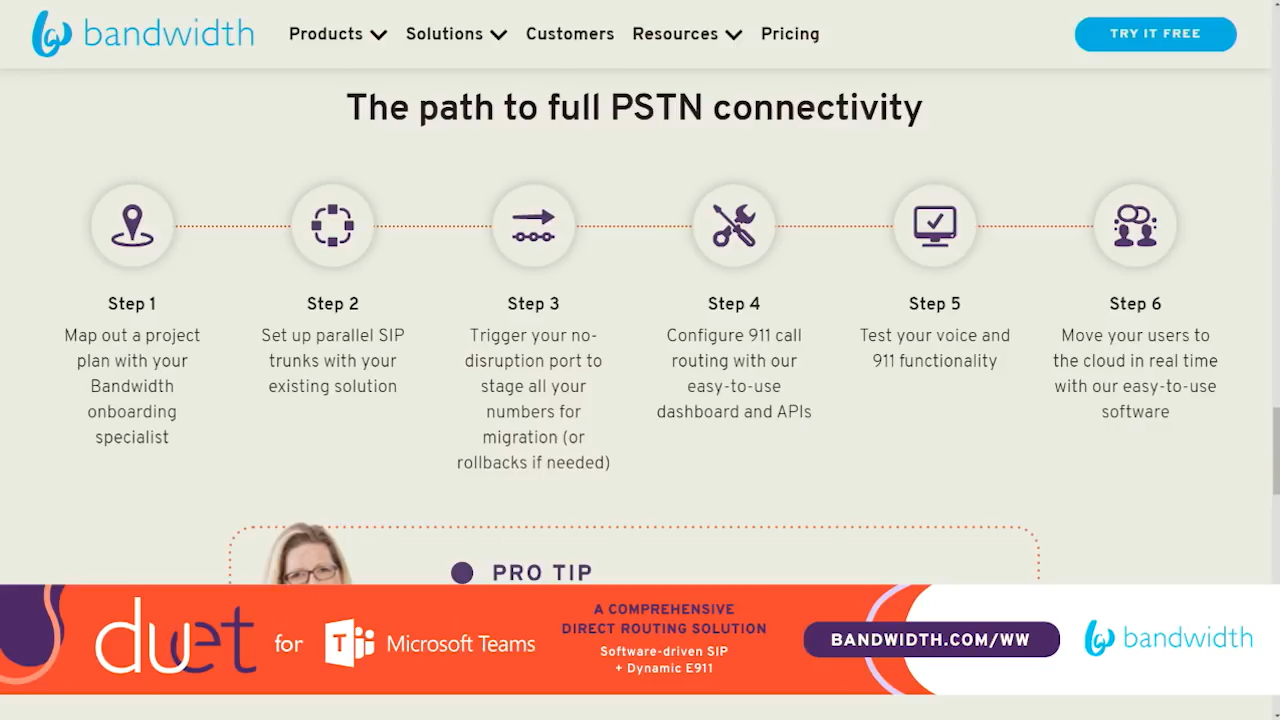 bandwidth
Products Solutions Customers Resources Pricing
TRY IT FREE
The path to full PSTN connectivity
Step 1
Map out a project
plan with your
Bandwidth
onboarding
specialist
Step 2
Set up parallel SIP
trunks with your
existing solution
Step 3
Trigger your no-
disruption port to
stage all your
numbers for
migration (or
rollbacks if needed)
Step 4
Configure 911 call
routing with our
easy-to-use
dashboard and APIs
Step 5
Test your voice and
911 functionality
Step 6
Move your users to
the cloud in real time
with our easy-to-use
software
PRO TIP
duet for Microsoft Teams
A COMPREHENSIVE
DIRECT ROUTING SOLUTION
Software-driven SIP
+ Dynamic E911
BANDWIDTH.COM/WW
bandwidth